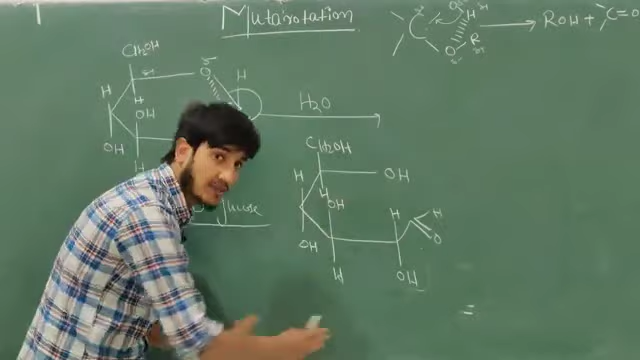 Mutarotation
C O H R O
ROH + C=O
CH2OH
H O H
H OH
OH H
H2O
glucose
CH2OH
H OH
H OH H H
O
OH H OH
=